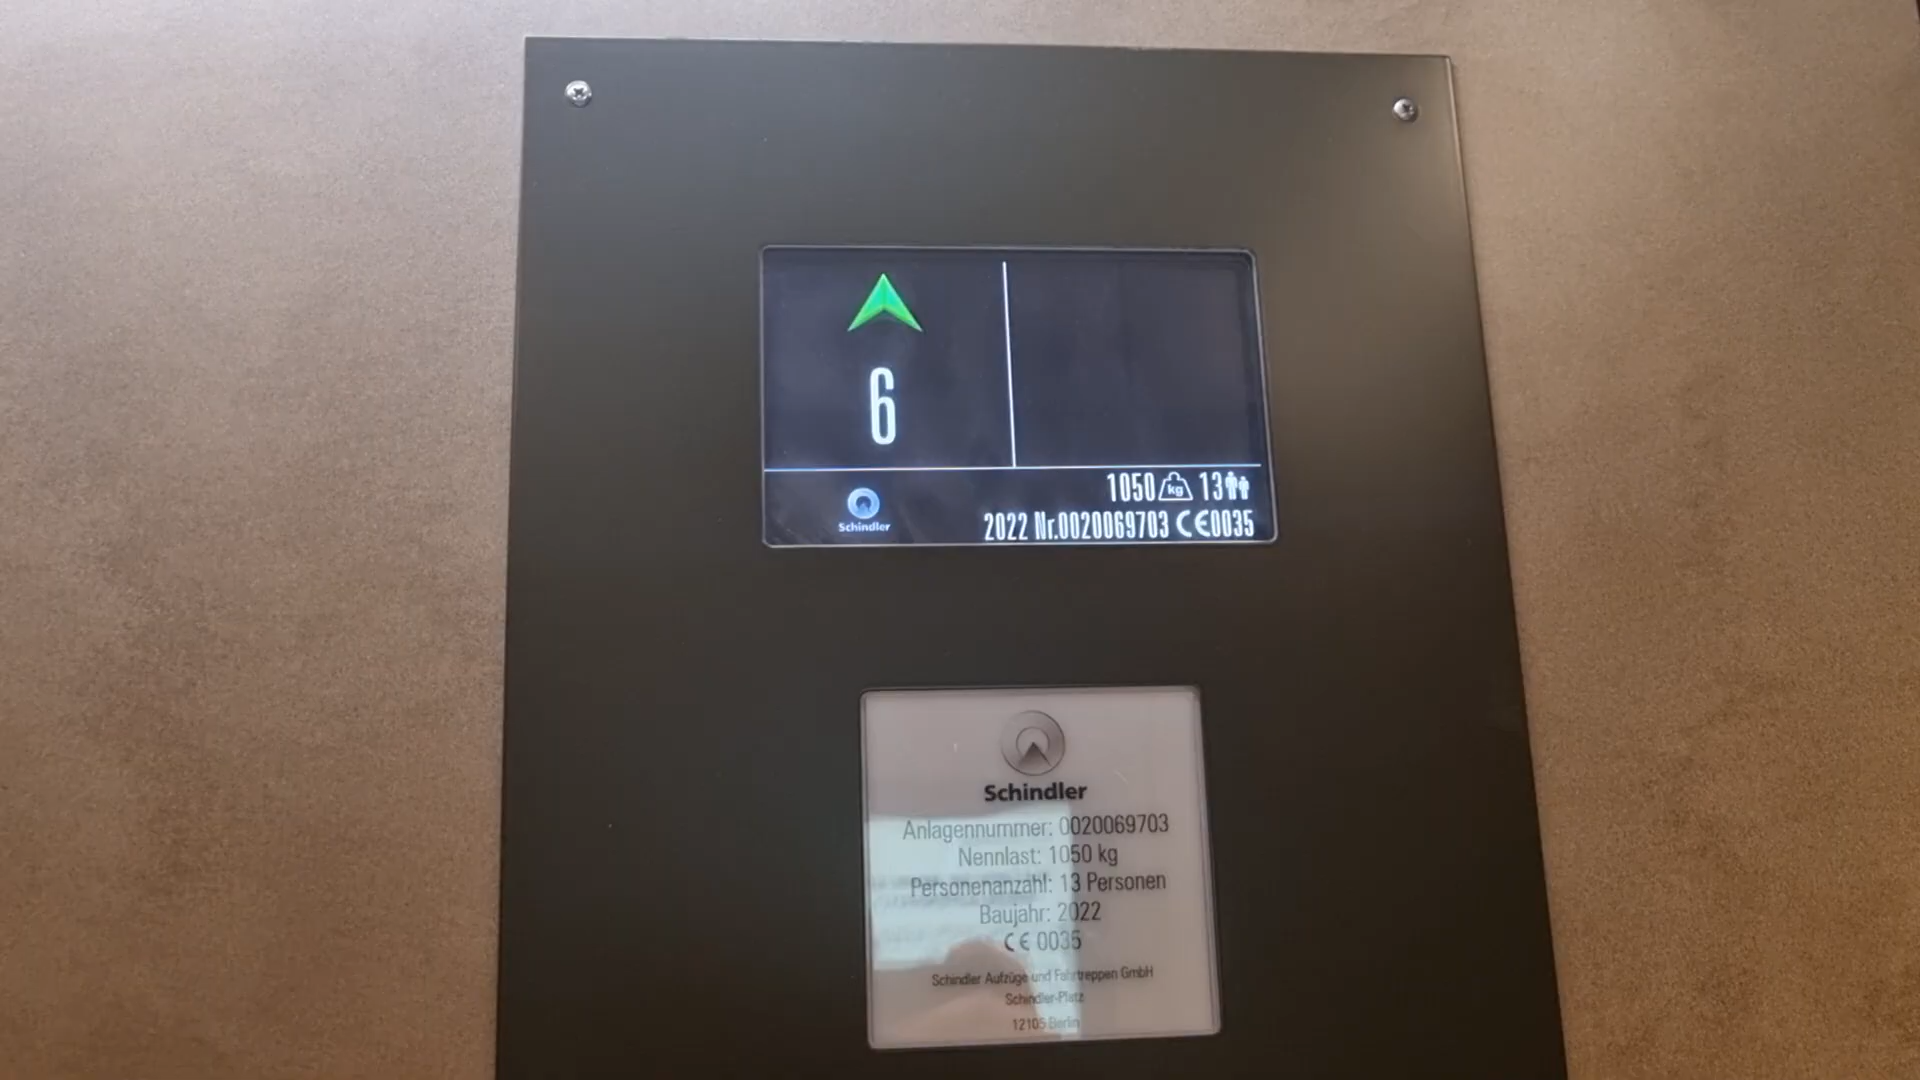 6
1050 kg 13
Schindler
2022 Nr.0020069703 CE0035
Schindler
Anlagennummer: 0020069703
Nennlast: 1050 kg
Personenanzahl: 13 Personen
Baujahr: 2022
CE 0035
Schindler Aufzüge und Fahrtreppen GmbH
Schindler-Platz
12105 Berlin